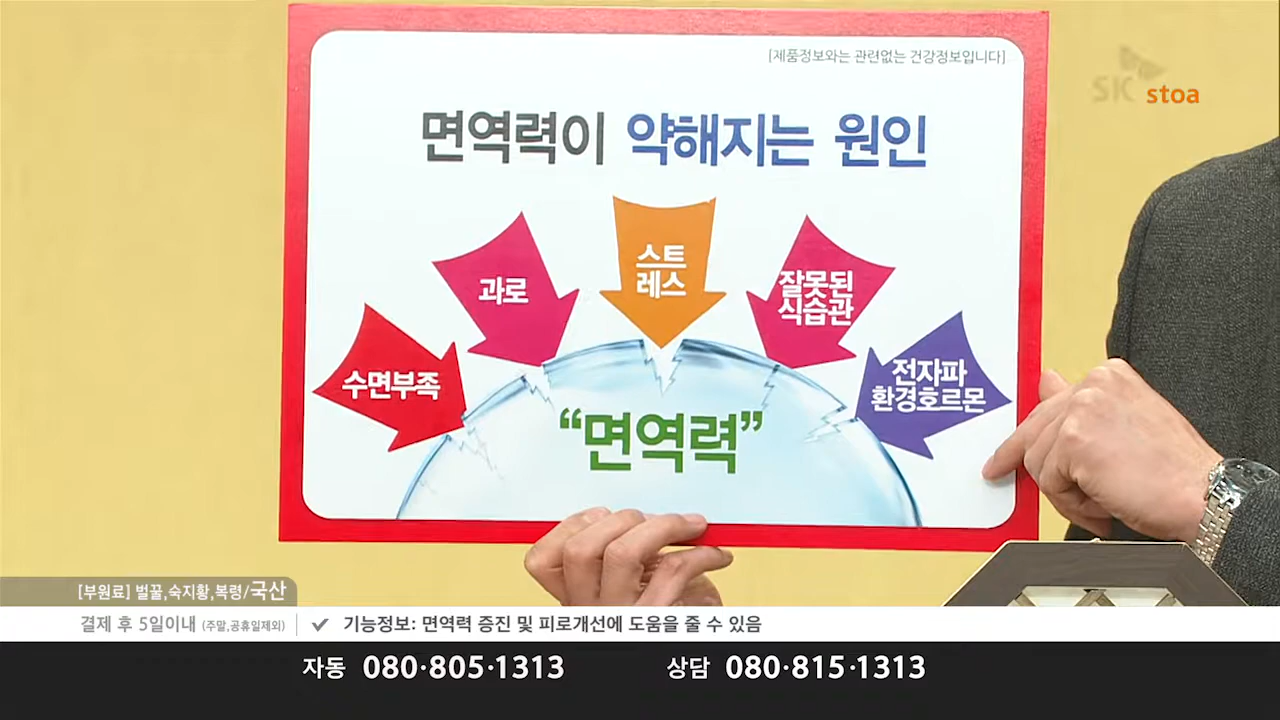 [제품정보와는 관련없는 건강정보입니다]
SK stoa
면역력이 약해지는 원인
스트
레스
과로
잘못된
식습관
수면부족
전자파
환경호르몬
“면역력”
[부원료] 벌꿀,숙지황,복령/국산
결제 후 5일이내 (주말,공휴일제외)
기능정보: 면역력 증진 및 피로개선에 도움을 줄 수 있음
자동 080·805·1313
상담 080·815·1313